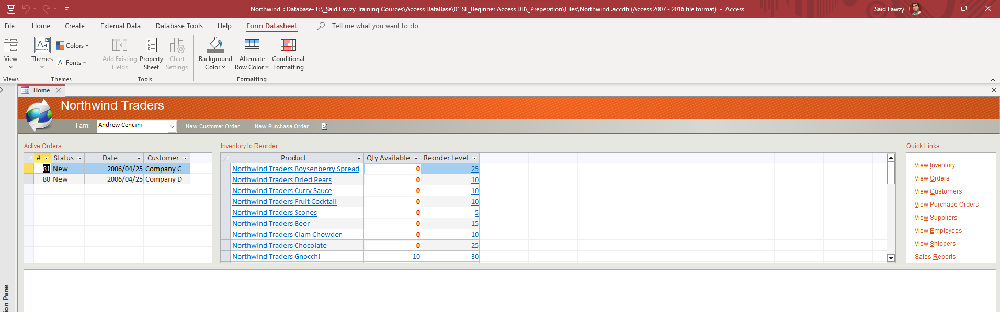 Northwind : Database- F:\_Said Fawzy Training Cources\Access DataBase\01 SF_Beginner Access DB\_Preperation\Files\Northwind .accdb (Access 2007 - 2016 file format) - Access
Said Fawzy
File Home Create External Data Database Tools Help Form Datasheet Tell me what you want to do
View
Themes
Colors
Fonts
Add Existing Fields
Property Sheet
Chart Settings
Background Color
Alternate Row Color
Conditional Formatting
Views Themes Tools Formatting
Home
Northwind Traders
I am: Andrew Cencini New Customer Order New Purchase Order
Active Orders
# Status Date Customer
81 New 2006/04/25 Company C
80 New 2006/04/25 Company D
Inventory to Reorder
Product Qty Available Reorder Level
Northwind Traders Boysenberry Spread 0 25
Northwind Traders Dried Pears 0 10
Northwind Traders Curry Sauce 0 10
Northwind Traders Fruit Cocktail 0 10
Northwind Traders Scones 0 5
Northwind Traders Beer 0 15
Northwind Traders Clam Chowder 0 10
Northwind Traders Chocolate 0 25
Northwind Traders Gnocchi 10 30
Quick Links
View Inventory
View Orders
View Customers
View Purchase Orders
View Suppliers
View Employees
View Shippers
Sales Reports
ion Pane